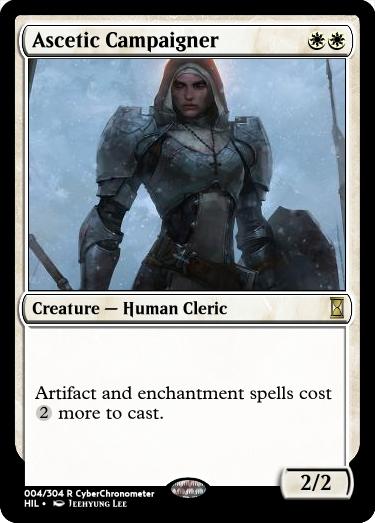 Ascetic Campaigner
Creature — Human Cleric
Artifact and enchantment spells cost
2 more to cast.
2/2
004/304 R CyberChronometer
HIL • Jeehyung Lee